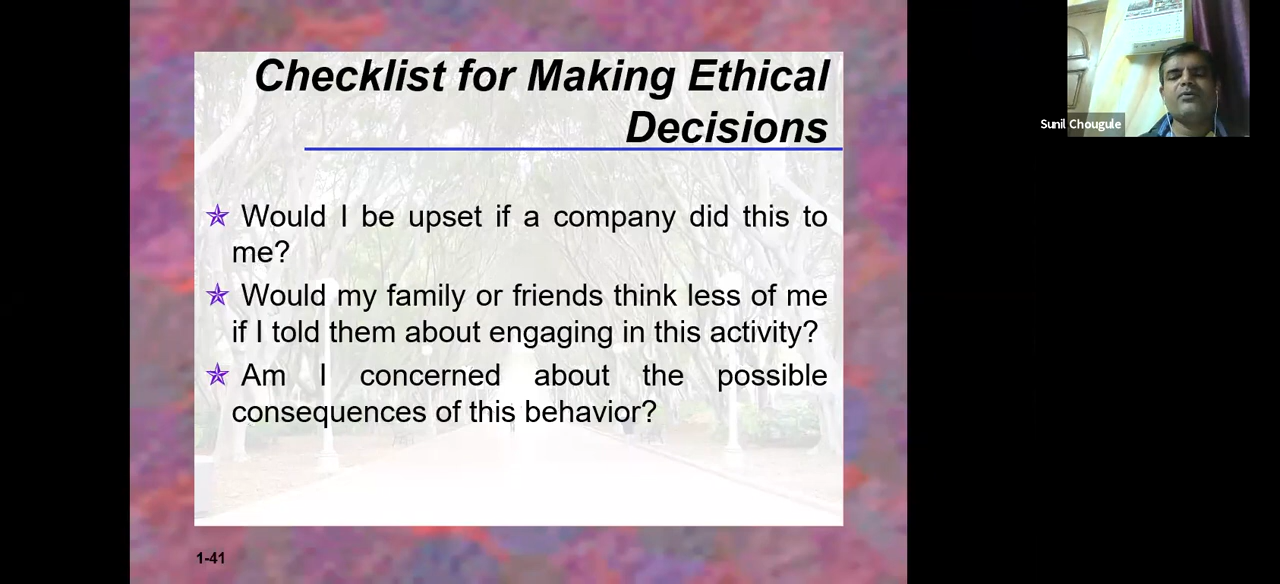 Checklist for Making Ethical
Decisions
Would I be upset if a company did this to
me?
Would my family or friends think less of me
if I told them about engaging in this activity?
Am I concerned about the possible
consequences of this behavior?
1-41
Sunil Chougule